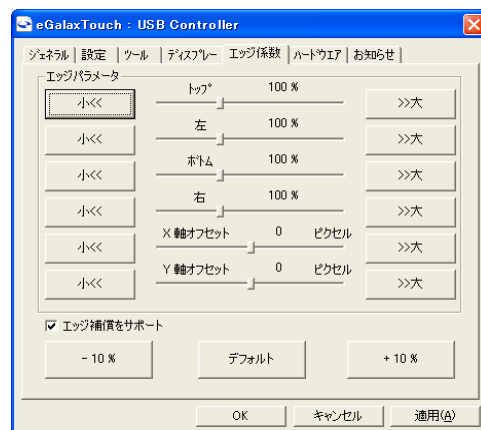 eGalaxTouch : USB Controller
ｼﾞｪﾈﾗﾙ 設定 ﾂｰﾙ ﾃﾞｨｽﾌﾟﾚｰ エッジ係数 ﾊｰﾄﾞｳｴｱ お知らせ
エッジパラメータ
小<< ﾄｯﾌﾟ 100 % >>大
小<< 左 100 % >>大
小<< ﾎﾞﾄﾑ 100 % >>大
小<< 右 100 % >>大
小<< X 軸オフセット 0 ピクセル >>大
小<< Y 軸オフセット 0 ピクセル >>大
エッジ補償をサポート
- 10 % デフォルト + 10 %
OK キャンセル 適用(A)